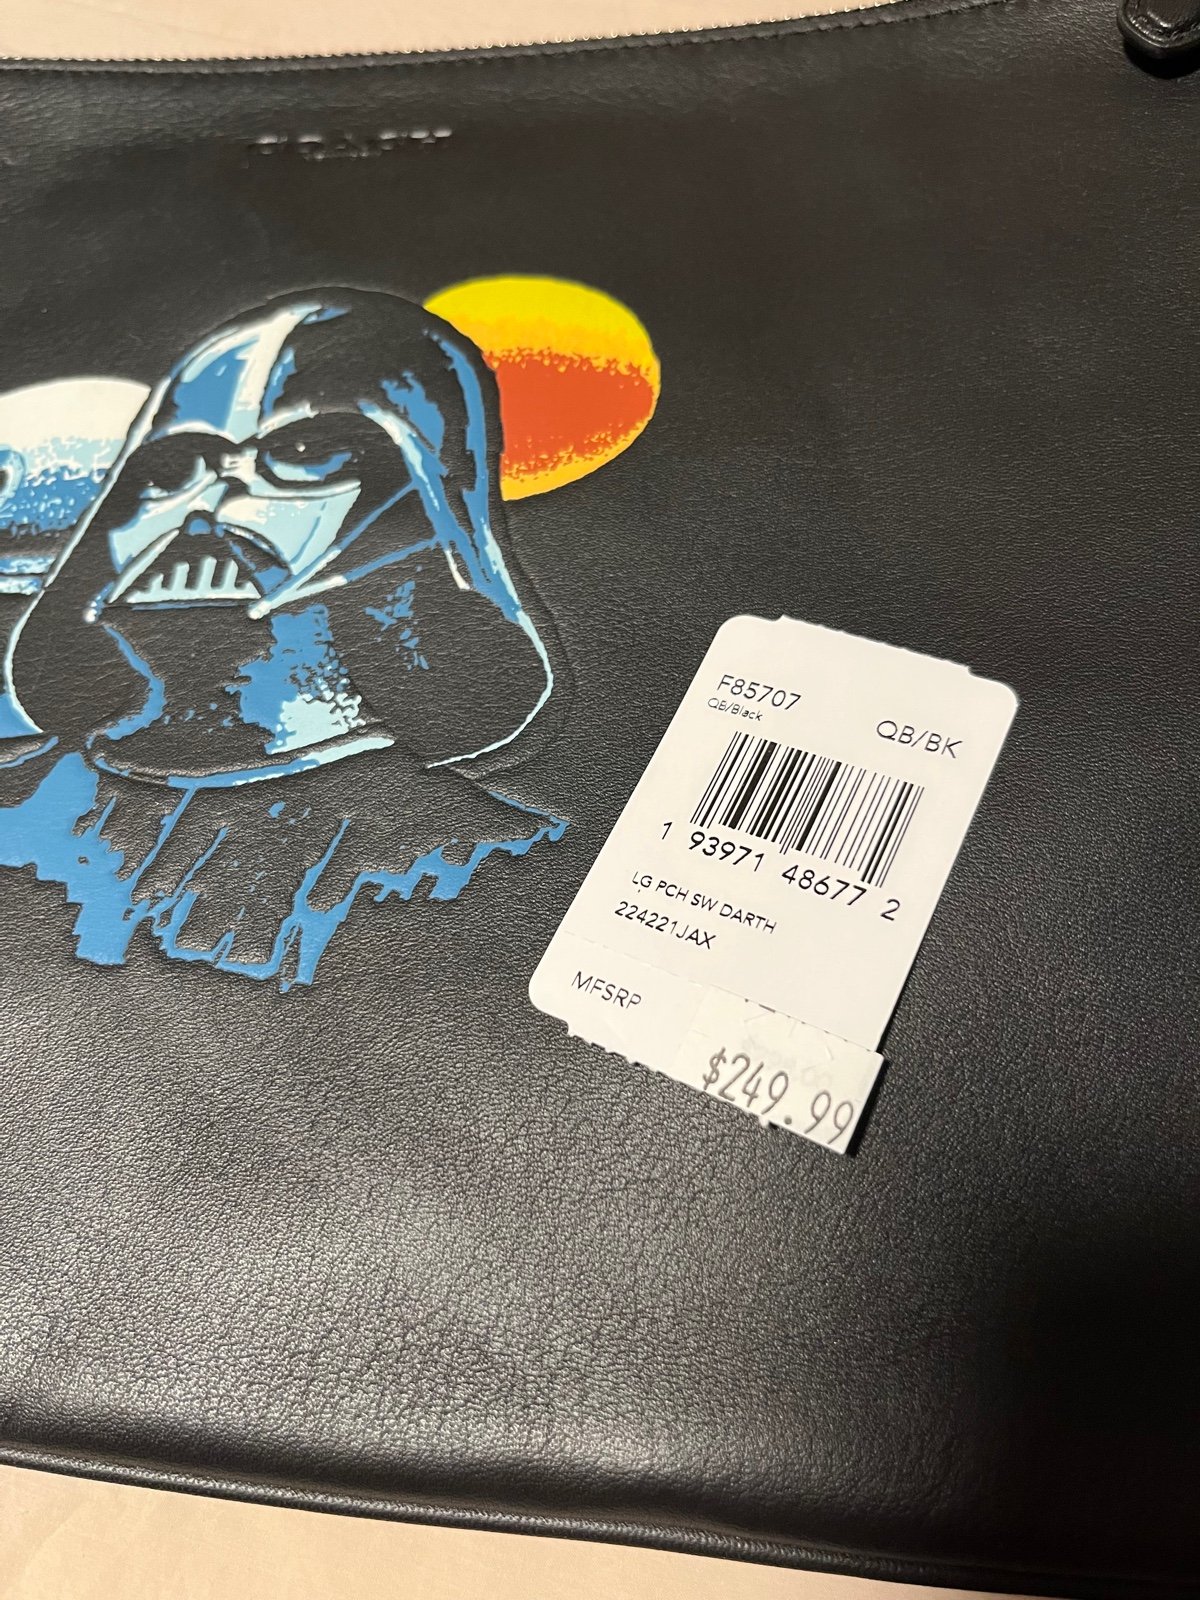 COACH
F85707
QB/Black
QB/BK
1 93971 48677 2
LG PCH SW DARTH
224221JAX
MFSRP
$249.99